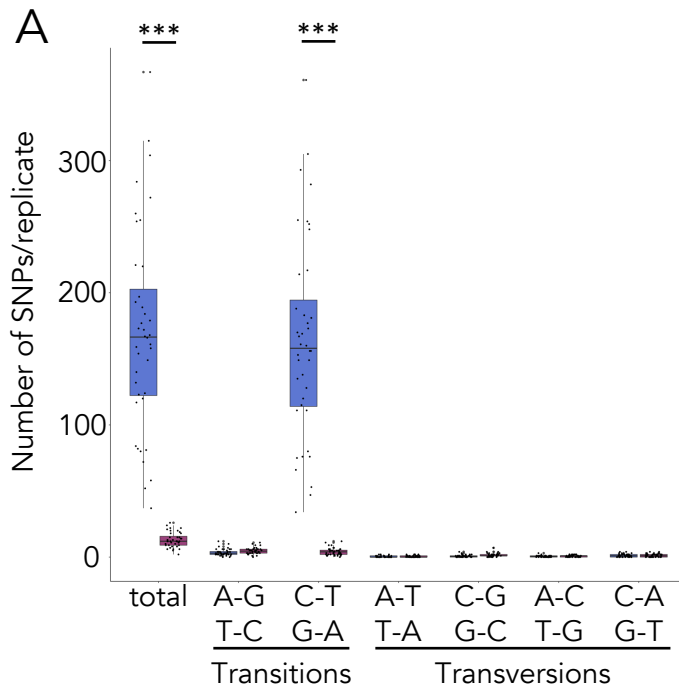 A
*** ***
Number of SNPs/replicate
300
200
100
0
total A-G C-T A-T C-G A-C C-A
T-C G-A T-A G-C T-G G-T
Transitions Transversions